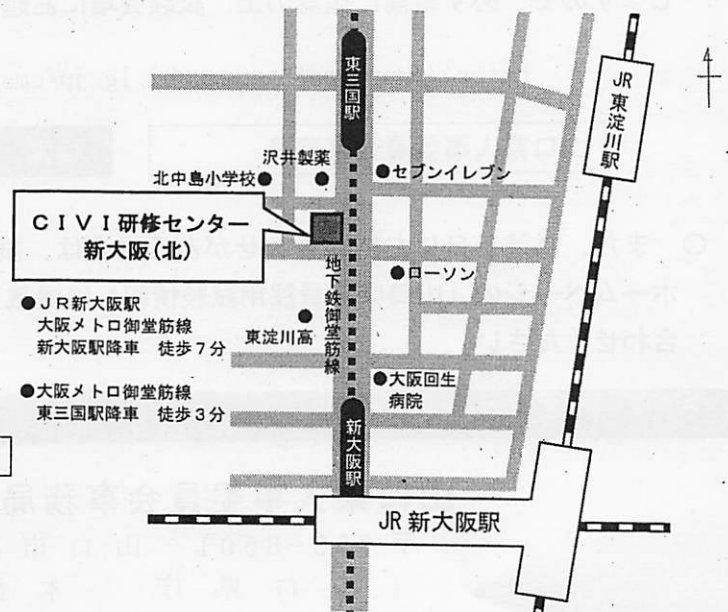 東三国駅
JR東淀川駅
沢井製薬
北中島小学校
セブンイレブン
CIVI研修センター
新大阪(北)
地下鉄御堂筋線
ローソン
●JR新大阪駅
大阪メトロ御堂筋線
新大阪駅降車 徒歩7分
東淀川高
●大阪メトロ御堂筋線
東三国駅降車 徒歩3分
大阪回生
病院
新大阪駅
JR 新大阪駅